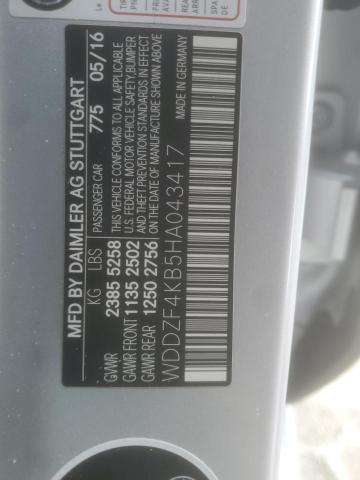 MFD BY DAIMLER AG STUTTGART
PASSENGER CAR 775 05/16
KG LBS
GVWR 2385 5258
GAWR FRONT 1135 2502
GAWR REAR 1250 2756
THIS VEHICLE CONFORMS TO ALL APPLICABLE
U.S. FEDERAL MOTOR VEHICLE SAFETY, BUMPER
AND THEFT PREVENTION STANDARDS IN EFFECT
ON THE DATE OF MANUFACTURE SHOWN ABOVE
WDDZF4KB5HA043417
MADE IN GERMANY